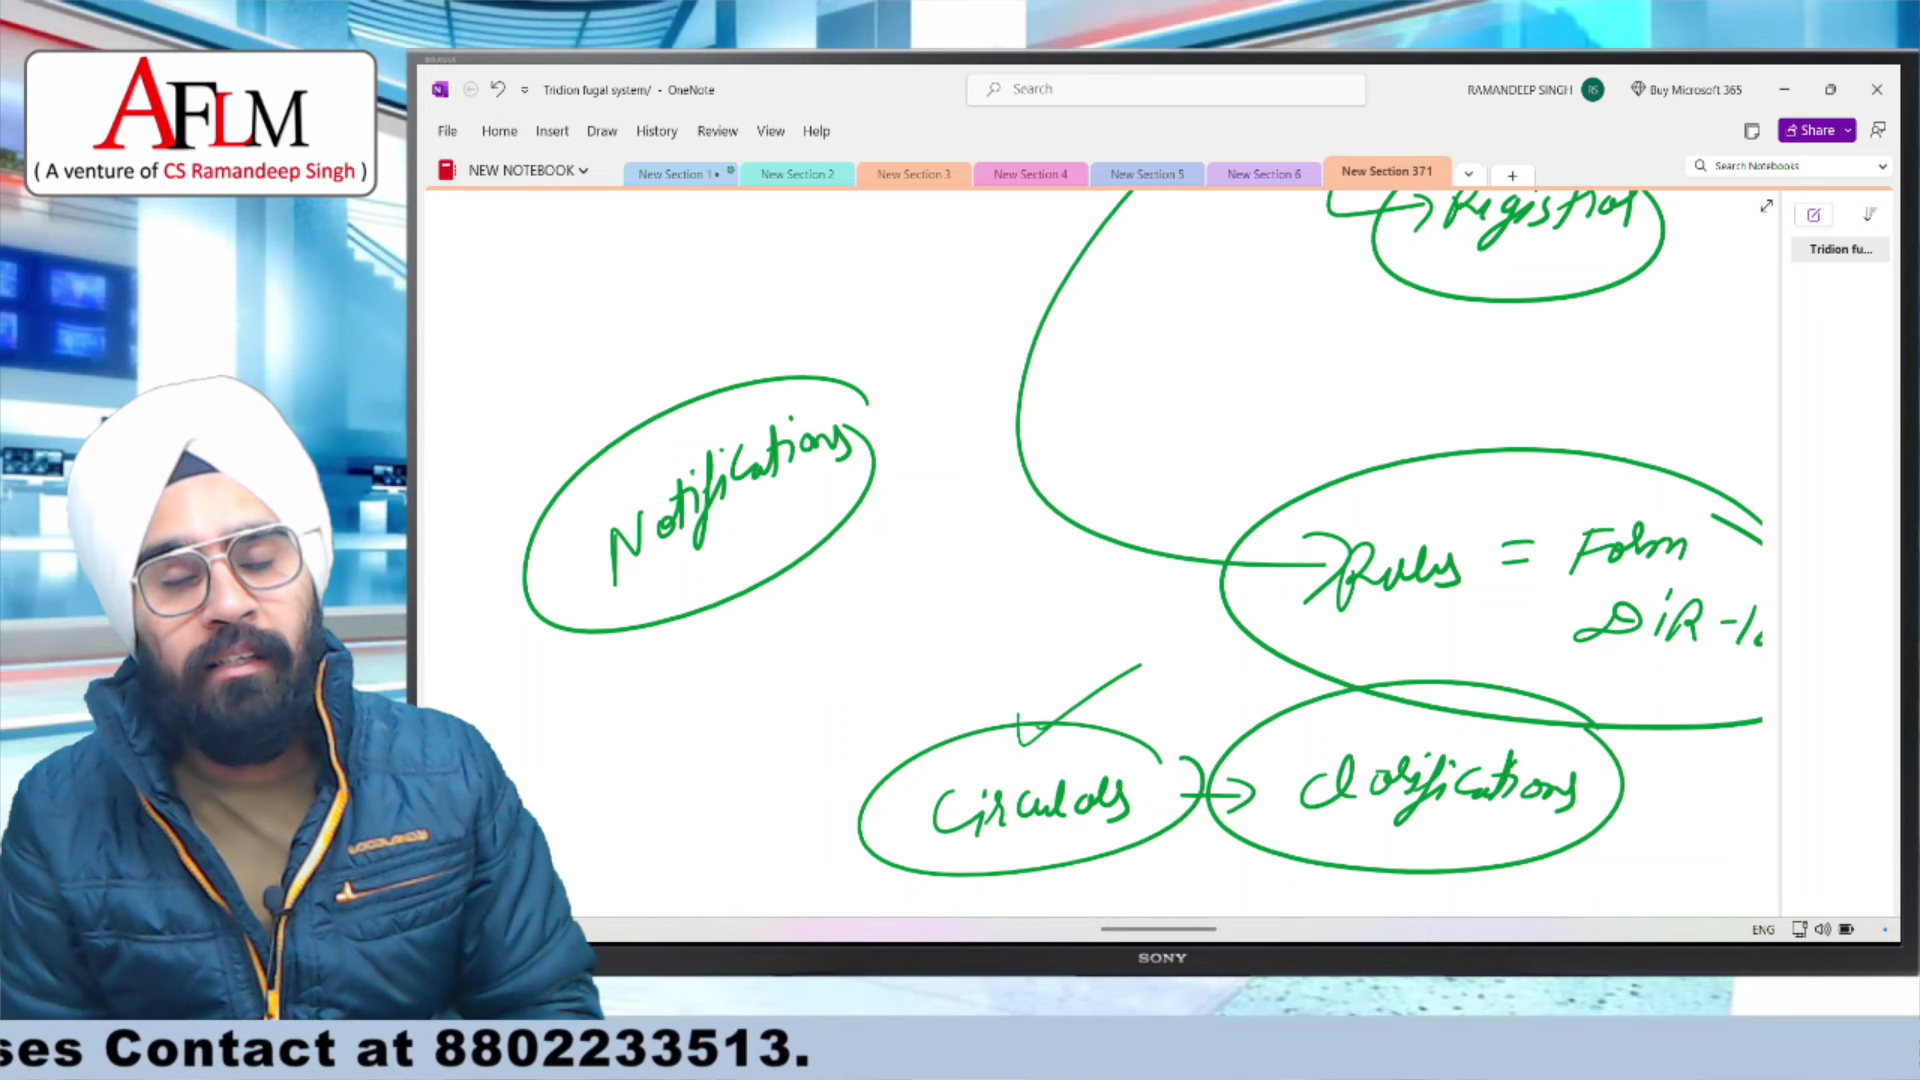 AFLM
( A venture of CS Ramandeep Singh )
BRAVIA
Tridion fugal system/ - OneNote
Search
RAMANDEEP SINGH
RS
Buy Microsoft 365
File Home Insert Draw History Review View Help
Share
NEW NOTEBOOK
New Section 1
New Section 2
New Section 3
New Section 4
New Section 5
New Section 6
New Section 371
Search Notebooks
Tridion fu...
Registrar
Notifications
Rules = Form
DIR-1
Circulars → Clarifications
ENG
SONY
ses Contact at 8802233513.